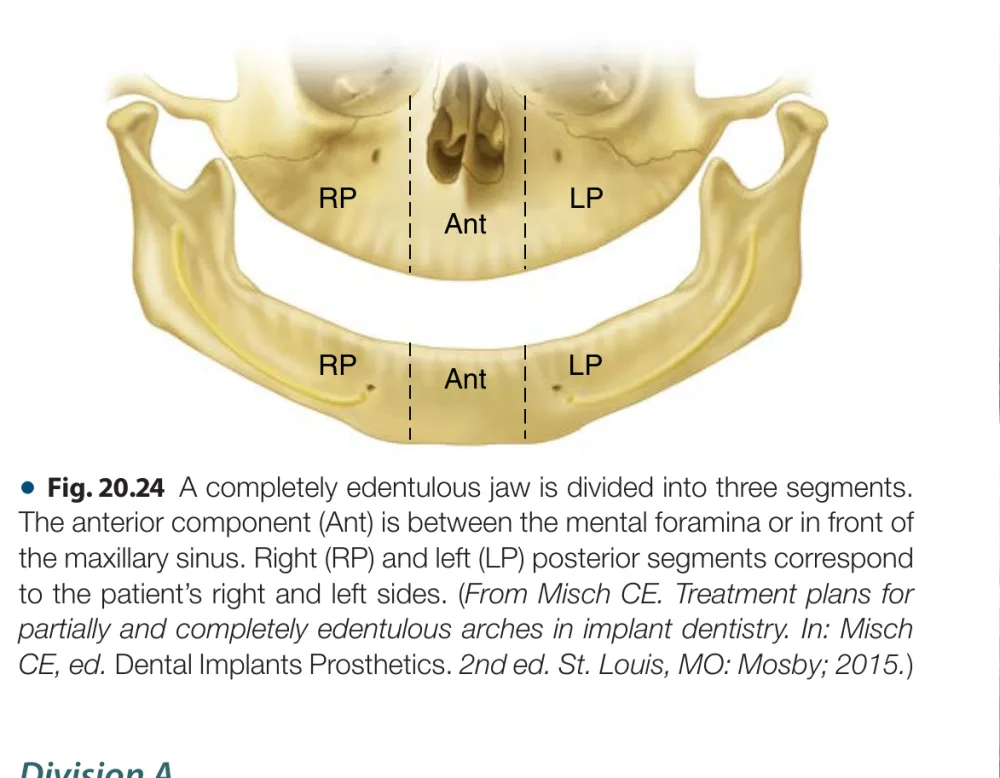 RP
LP
Ant
RP
LP
Ant
• Fig. 20.24 A completely edentulous jaw is divided into three segments.
The anterior component (Ant) is between the mental foramina or in front of
the maxillary sinus. Right (RP) and left (LP) posterior segments correspond
to the patient's right and left sides. (From Misch CE. Treatment plans for
partially and completely edentulous arches in implant dentistry. In: Misch
CE, ed. Dental Implants Prosthetics. 2nd ed. St. Louis, MO: Mosby; 2015.)
Division A